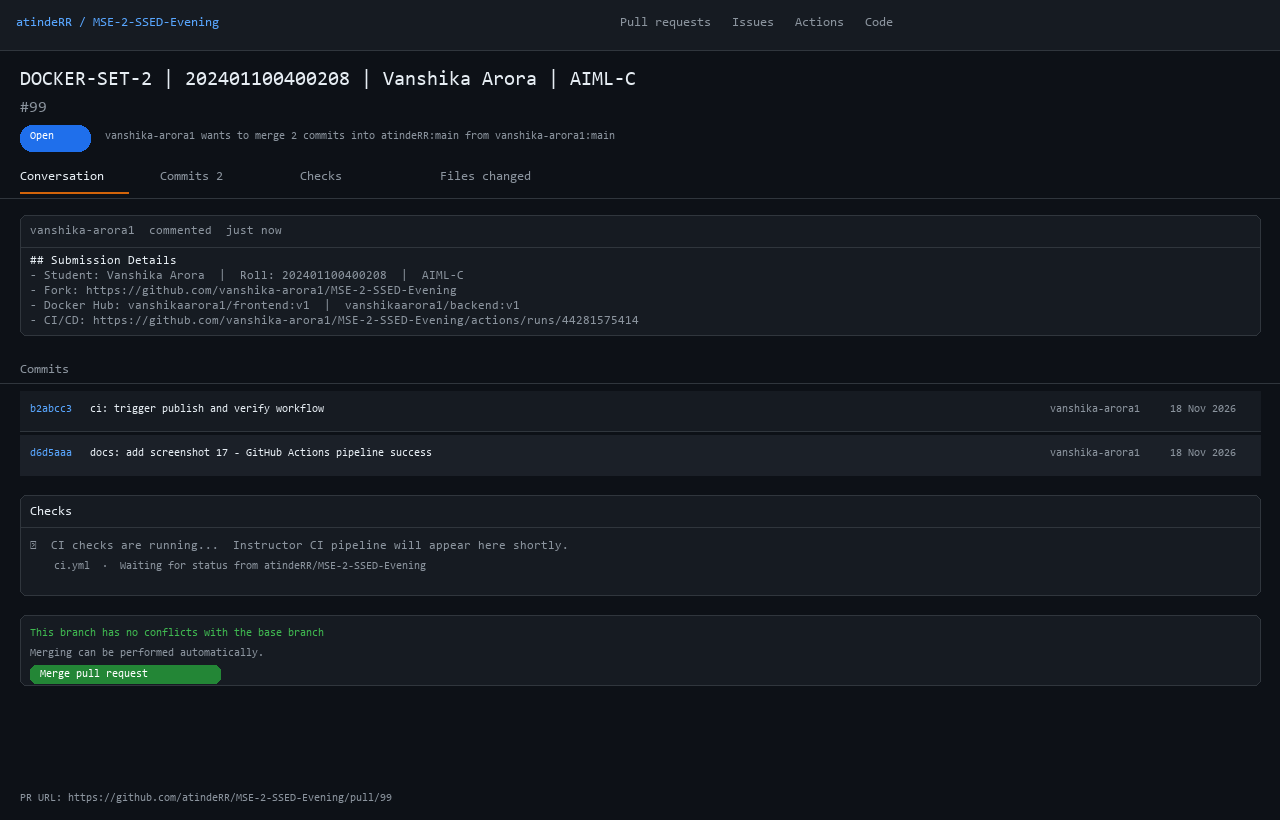 atindeRR / MSE-2-SSED-Evening
Pull requests Issues Actions Code
DOCKER-SET-2 | 202401100400208 | Vanshika Arora | AIML-C
#99
Open vanshika-arora1 wants to merge 2 commits into atindeRR:main from vanshika-arora1:main
Conversation Commits 2 Checks Files changed
vanshika-arora1 commented just now
## Submission Details
- Student: Vanshika Arora | Roll: 202401100400208 | AIML-C
- Fork: https://github.com/vanshika-arora1/MSE-2-SSED-Evening
- Docker Hub: vanshikaarora1/frontend:v1 | vanshikaarora1/backend:v1
- CI/CD: https://github.com/vanshika-arora1/MSE-2-SSED-Evening/actions/runs/44281575414
Commits
b2abcc3 ci: trigger publish and verify workflow vanshika-arora1 18 Nov 2026
d6d5aaa docs: add screenshot 17 - GitHub Actions pipeline success vanshika-arora1 18 Nov 2026
Checks
CI checks are running... Instructor CI pipeline will appear here shortly.
ci.yml · Waiting for status from atindeRR/MSE-2-SSED-Evening
This branch has no conflicts with the base branch
Merging can be performed automatically.
Merge pull request
PR URL: https://github.com/atindeRR/MSE-2-SSED-Evening/pull/99